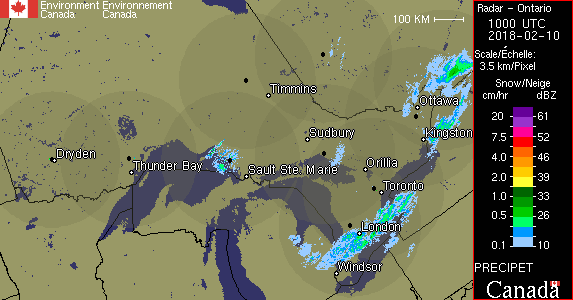 Environment Environnement
Canada Canada
100 KM
Timmins
Ottawa
Sudbury
Kingston
Dryden
Thunder Bay
Sault Ste. Marie
Orillia
Toronto
London
Windsor
Radar - Ontario
1000 UTC
2018-02-10
Scale/Échelle:
3.5 km/Pixel
Snow/Neige
cm/hr dBZ
20 61
7.5 52
4.0 46
2.0 39
1.0 33
0.5 26
0.1 10
PRECIPET
Canada